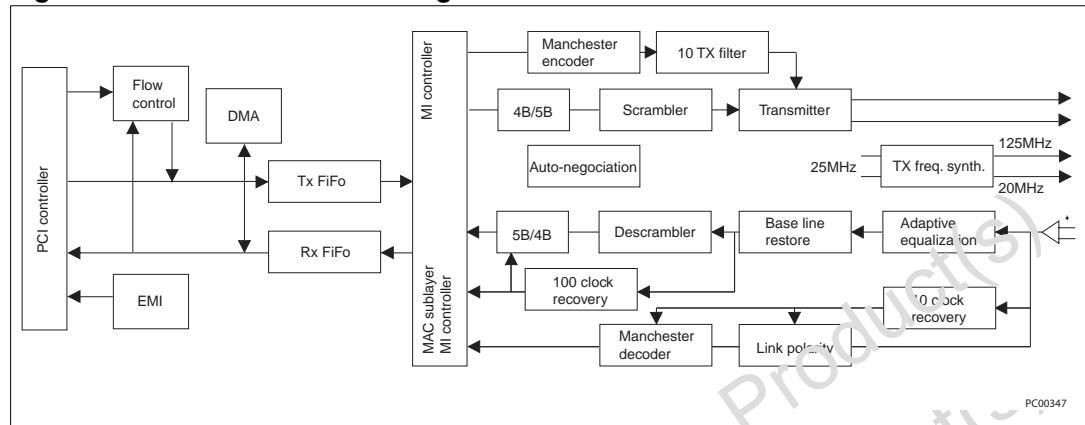 Flow
control
DMA
PCI controller
Tx FiFo
Rx FiFo
EMI
MI controller
MAC sublayer
MI controller
Manchester
encoder
10 TX filter
4B/5B
Scrambler
Transmitter
Auto-negociation
25MHz
TX freq. synth.
125MHz
20MHz
5B/4B
Descrambler
Base line
restore
Adaptive
equalization
+
100 clock
recovery
10 clock
recovery
Manchester
decoder
Link polarity
Product(s)
PC00347